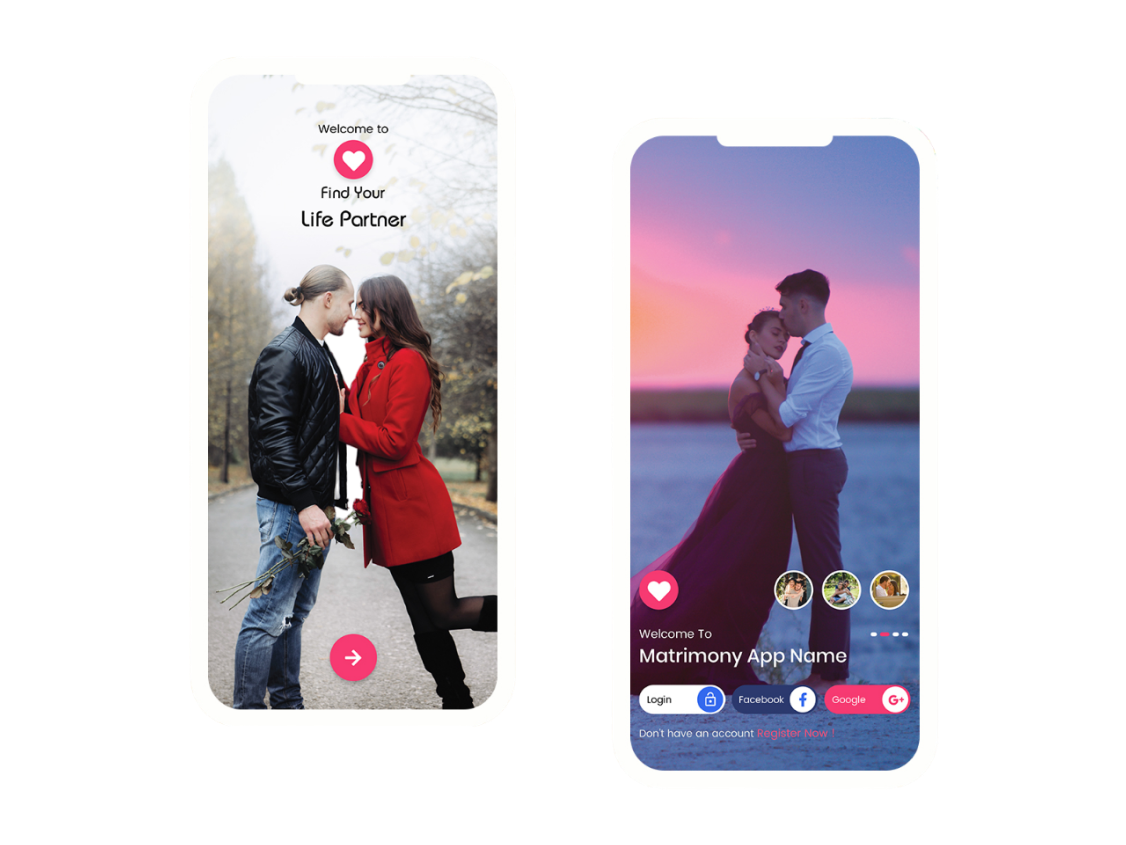 Welcome to
Find Your
Life Partner
Welcome To
Matrimony App Name
Login
Facebook
f
Google
G+
Don't have an account Register Now !